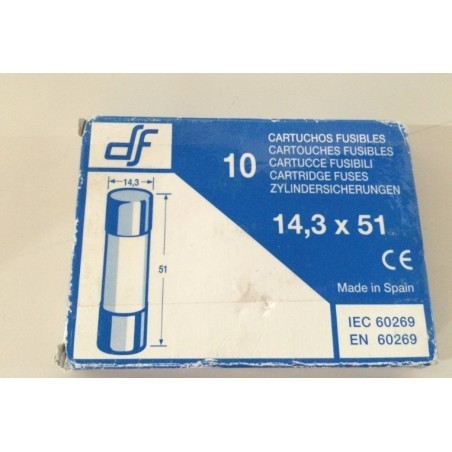 df
14,3
51
10
CARTUCHOS FUSIBLES
CARTOUCHES FUSIBLES
CARTUCCE FUSIBILI
CARTRIDGE FUSES
ZYLINDERSICHERUNGEN
14,3 x 51
CE
Made in Spain
IEC 60269
EN 60269